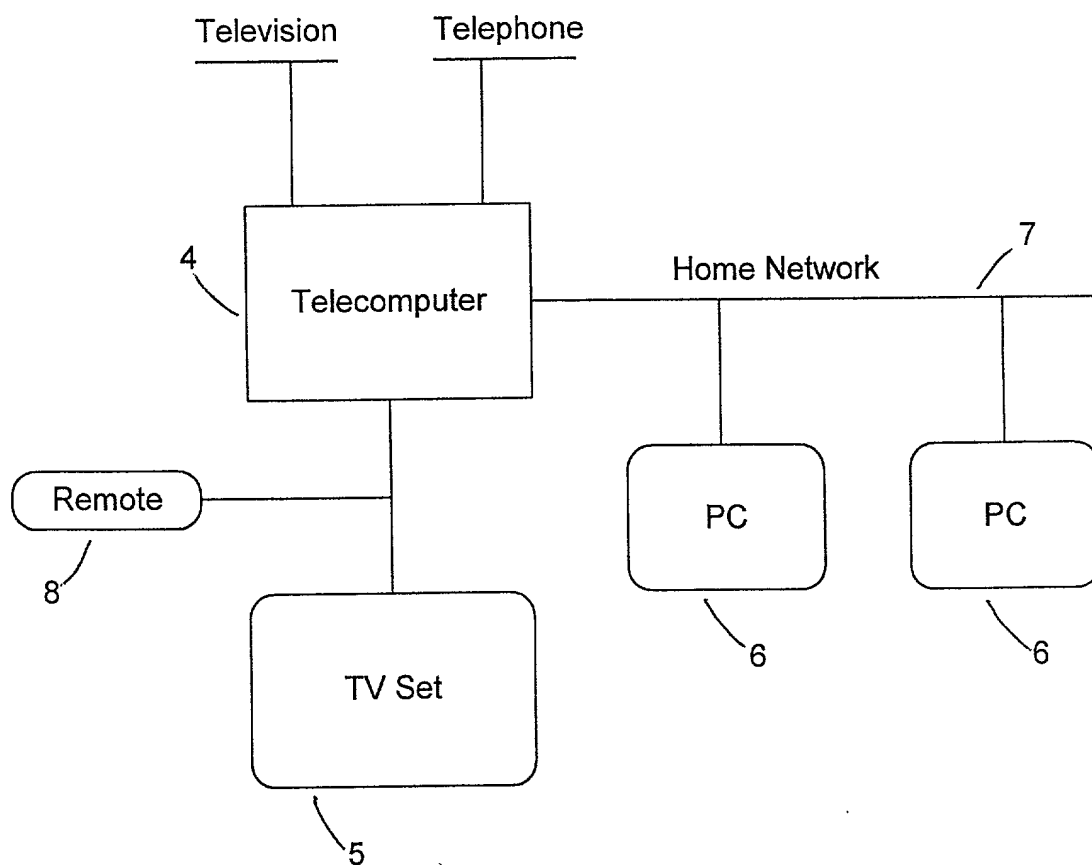 Television
Telephone
4
Telecomputer
Home Network
7
Remote
8
PC
PC
6
6
TV Set
5